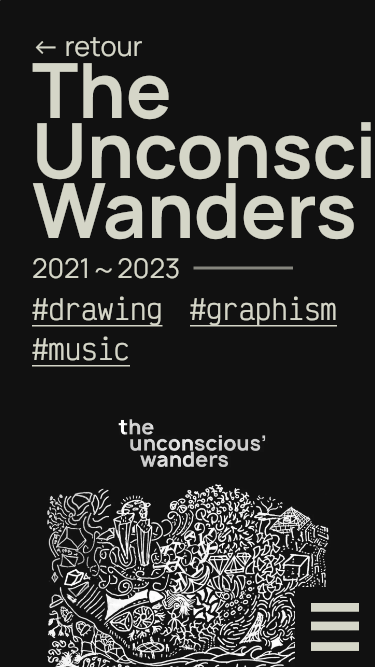 ← retour
The
Unconsci
Wanders
2021~2023
#drawing #graphism
#music
the
unconscious'
wanders